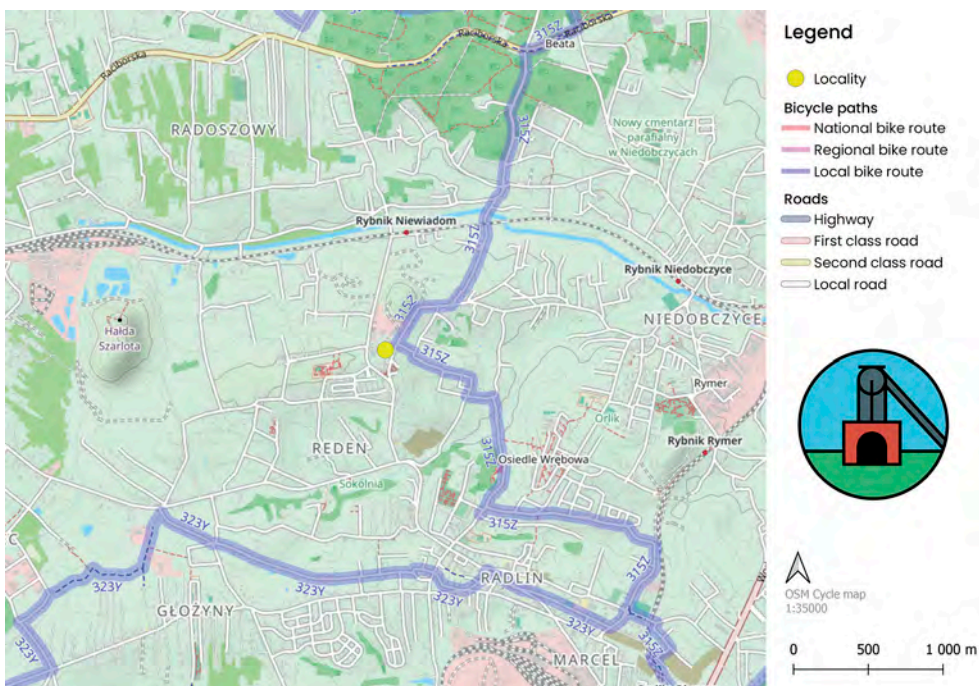 Raciborska
315Z
Raciborska
Beata
Raciborska
RADOSZOWY
315Z
Nowy cmentarz
parafialny
w Niedobczycach
Rybnik Niewiadom
315Z
Rybnik Niedobczyce
315Z
NIEDOBCZYCE
Hałda
Szarlota
315Z
Rymer
Orlik
REDEN
315Z
Rybnik Rymer
Osiedle Wrębowa
Sokolnia
323Y
315Z
C
315Z
323Y
323Y
323Y
RADLIN
GŁOŻYNY
323Y
323Y
315Z
323Y
MARCEL
Legend
Locality
Bicycle paths
National bike route
Regional bike route
Local bike route
Roads
Highway
First class road
Second class road
Local road
OSM Cycle map
1:35000
0 500 1 000 m